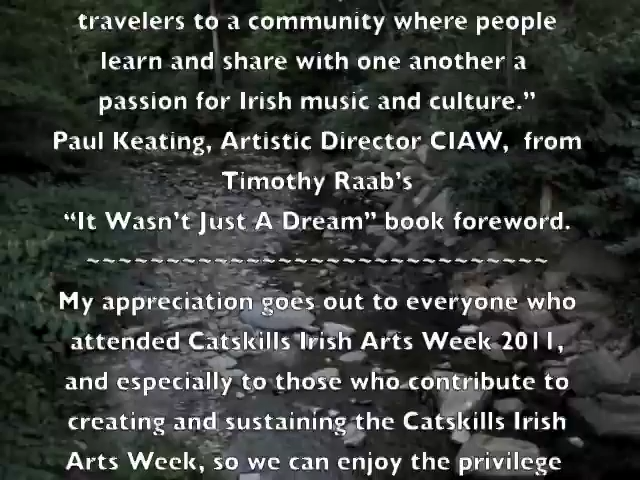 travelers to a community where people
learn and share with one another a
passion for Irish music and culture.”
Paul Keating, Artistic Director CIAW,  from
Timothy Raab’s
“It Wasn’t Just A Dream” book foreword.
~~~~~~~~~~~~~~~~~~~~~~~~~~~~~
My appreciation goes out to everyone who
attended Catskills Irish Arts Week 2011,
and especially to those who contribute to
creating and sustaining the Catskills Irish
Arts Week, so we can enjoy the privilege